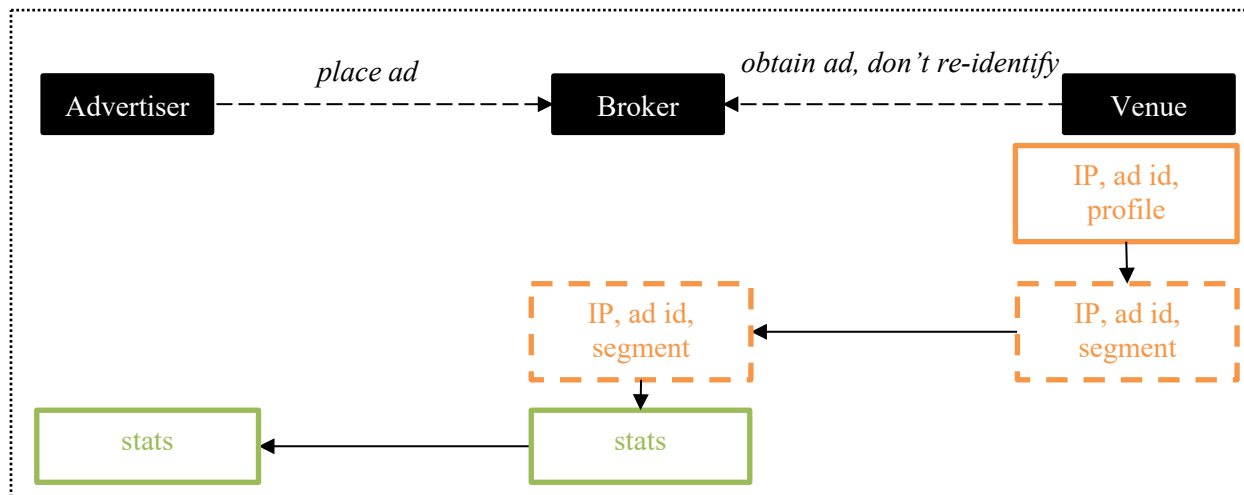 place ad
obtain ad, don’t re-identify
Advertiser
Broker
Venue
IP, ad id,
profile
IP, ad id,
segment
IP, ad id,
segment
stats
stats